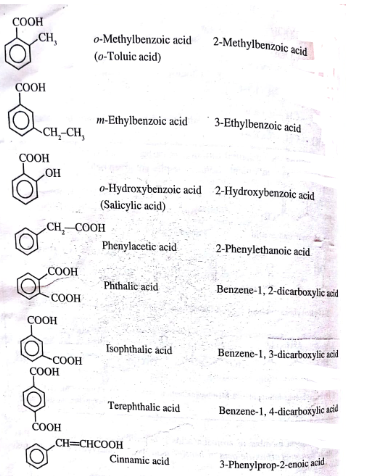 COOH
CH₃
o-Methylbenzoic acid 2-Methylbenzoic acid
(o-Toluic acid)
COOH
m-Ethylbenzoic acid 3-Ethylbenzoic acid
CH₂–CH₃
COOH
OH
o-Hydroxybenzoic acid 2-Hydroxybenzoic acid
(Salicylic acid)
CH₂–COOH
Phenylacetic acid 2-Phenylethanoic acid
COOH
Phthalic acid Benzene-1, 2-dicarboxylic acid
COOH
COOH
Isophthalic acid Benzene-1, 3-dicarboxylic acid
COOH
COOH
Terephthalic acid Benzene-1, 4-dicarboxylic acid
COOH
CH=CHCOOH
Cinnamic acid 3-Phenylprop-2-enoic acid